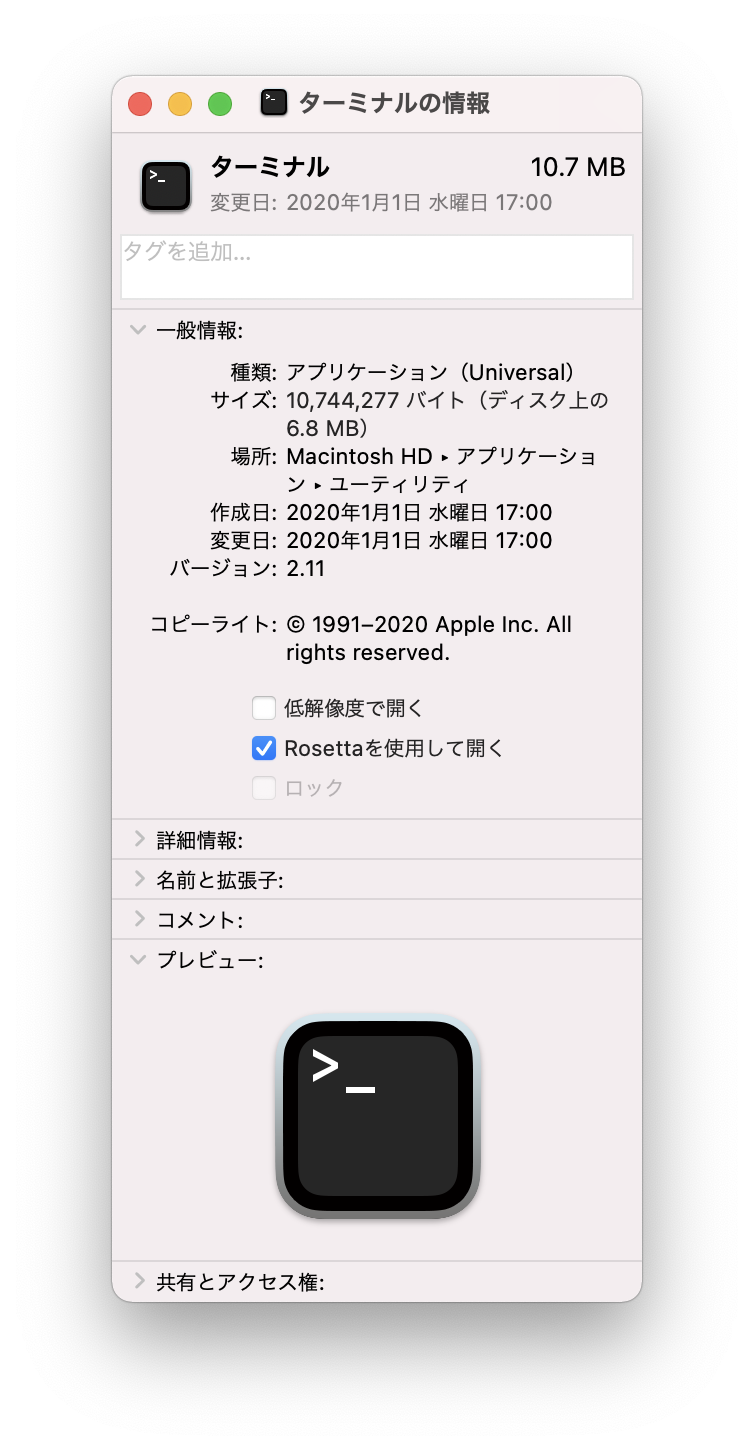 ターミナルの情報
ターミナル 10.7 MB
変更日: 2020年1月1日 水曜日 17:00
タグを追加...
一般情報:
種類: アプリケーション（Universal）
サイズ: 10,744,277 バイト（ディスク上の
6.8 MB）
場所: Macintosh HD ▸ アプリケーショ
ン ▸ ユーティリティ
作成日: 2020年1月1日 水曜日 17:00
変更日: 2020年1月1日 水曜日 17:00
バージョン: 2.11
コピーライト: © 1991–2020 Apple Inc. All
rights reserved.
低解像度で開く
Rosettaを使用して開く
ロック
詳細情報:
名前と拡張子:
コメント:
プレビュー:
>_
共有とアクセス権: